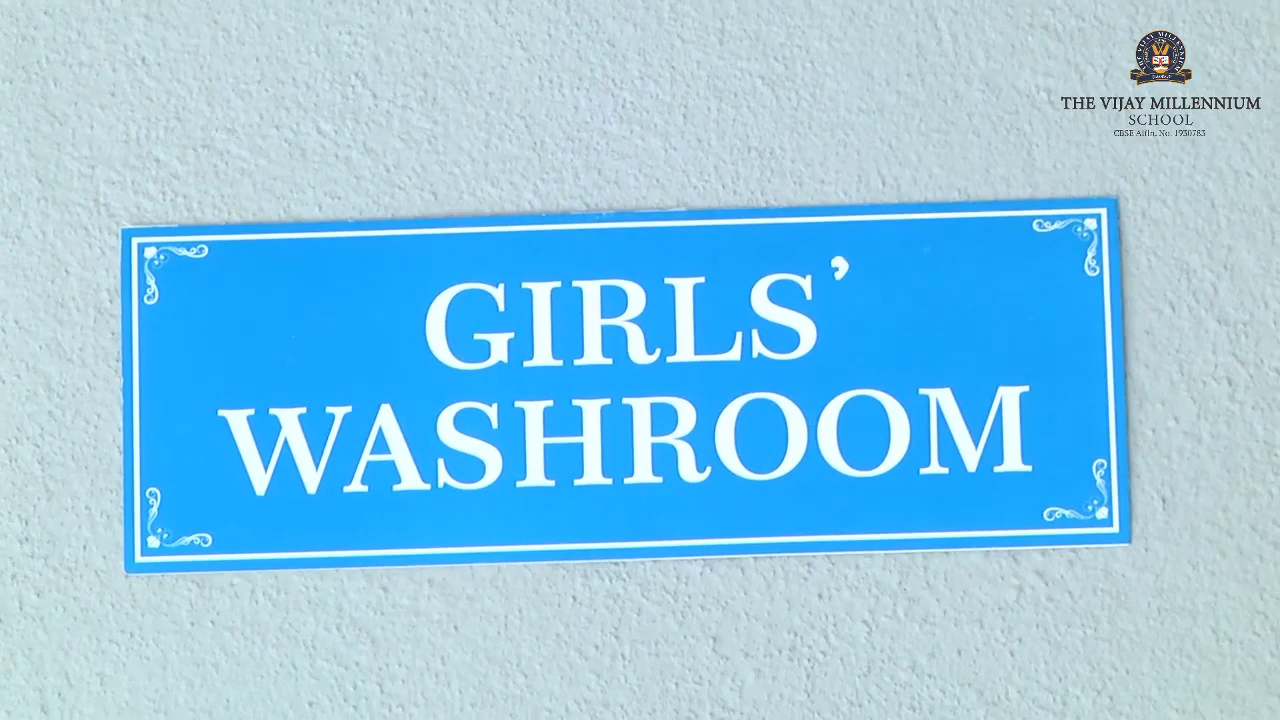 THE VIJAY MILLENNIUM
SCHOOL
CBSE Affln. No: 1930783
GIRLS’
WASHROOM